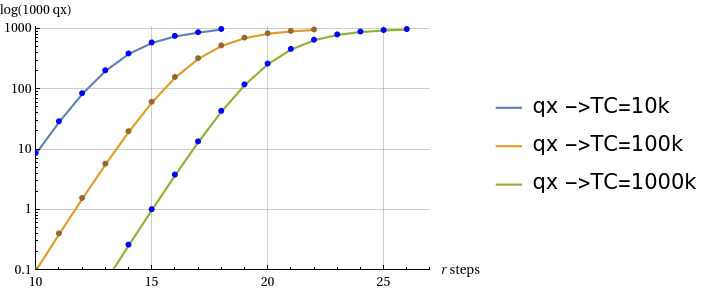 log(1000 qx)
1000
100
10
1
0.1
10 15 20 25
r steps
qx ->TC=10k
qx ->TC=100k
qx ->TC=1000k